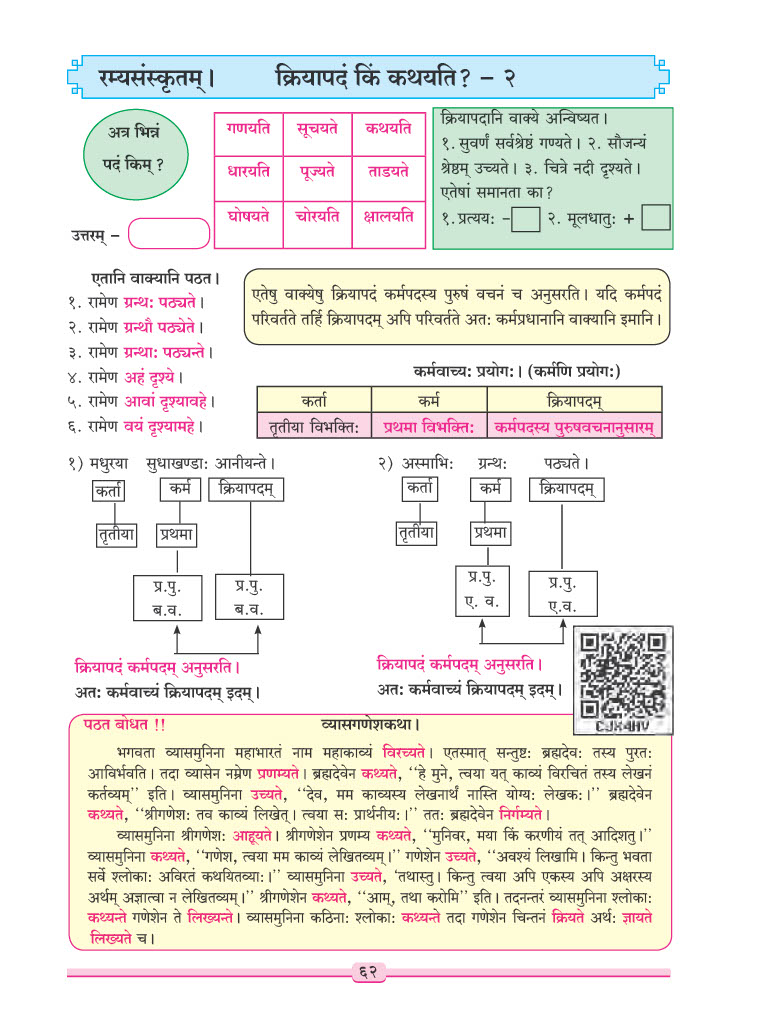 रम्यसंस्कृतम्। क्रियापदं किं कथयति? – २
अत्र भिन्नं
पदं किम् ?
उत्तरम् –
गणयति सूचयते कथयति
धारयति पूज्यते ताडयते
घोषयते चोरयति क्षालयति
क्रियापदानि वाक्ये अन्विष्यत।
१. सुवर्णं सर्वश्रेष्ठं गण्यते। २. सौजन्यं
श्रेष्ठम् उच्यते। ३. चित्रे नदी दृश्यते।
एतेषां समानता का?
१. प्रत्यय: – २. मूलधातु: +
एतानि वाक्यानि पठत।
१. रामेण ग्रन्थ: पठ्यते।
२. रामेण ग्रन्थौ पठ्येते।
३. रामेण ग्रन्था: पठ्यन्ते।
४. रामेण अहं दृश्ये।
५. रामेण आवां दृश्यावहे।
६. रामेण वयं दृश्यामहे।
एतेषु वाक्येषु क्रियापदं कर्मपदस्य पुरुषं वचनं च अनुसरति। यदि कर्मपदं
परिवर्तते तर्हि क्रियापदम् अपि परिवर्तते अत: कर्मप्रधानानि वाक्यानि इमानि।
कर्मवाच्य: प्रयोग:। (कर्मणि प्रयोग:)
कर्ता कर्म क्रियापदम्
तृतीया विभक्ति: प्रथमा विभक्ति: कर्मपदस्य पुरुषवचनानुसारम्
१) मधुरया सुधाखण्डा: आनीयन्ते।
कर्ता कर्म क्रियापदम्
तृतीया प्रथमा
प्र.पु. प्र.पु.
ब.व. ब.व.
क्रियापदं कर्मपदम् अनुसरति।
अत: कर्मवाच्यं क्रियापदम् इदम्।
२) अस्माभि: ग्रन्थ: पठ्यते।
कर्ता कर्म क्रियापदम्
तृतीया प्रथमा
प्र.पु. प्र.पु.
ए. व. ए.व.
क्रियापदं कर्मपदम् अनुसरति।
अत: कर्मवाच्यं क्रियापदम् इदम्।
CJX4HV
पठत बोधत !! व्यासगणेशकथा।
भगवता व्यासमुनिना महाभारतं नाम महाकाव्यं विरच्यते। एतस्मात् सन्तुष्ट: ब्रह्मदेव: तस्य पुरत:
आविर्भवति। तदा व्यासेन नम्रेण प्रणम्यते। ब्रह्मदेवेन कथ्यते, ‘‘हे मुने, त्वया यत् काव्यं विरचितं तस्य लेखनं
कर्तव्यम्’’ इति। व्यासमुनिना उच्यते, ‘‘देव, मम काव्यस्य लेखनार्थं नास्ति योग्य: लेखक:।’’ ब्रह्मदेवेन
कथ्यते, ‘‘श्रीगणेश: तव काव्यं लिखेत्। त्वया स: प्रार्थनीय:।’’ तत: ब्रह्मदेवेन निर्गम्यते।
व्यासमुनिना श्रीगणेश: आहूयते। श्रीगणेशेन प्रणम्य कथ्यते, ‘‘मुनिवर, मया किं करणीयं तत् आदिशतु।’’
व्यासमुनिना कथ्यते, ‘‘गणेश, त्वया मम काव्यं लेखितव्यम्।’’ गणेशेन उच्यते, ‘‘अवश्यं लिखामि। किन्तु भवता
सर्वे श्लोका: अविरतं कथयितव्या:।’’ व्यासमुनिना उच्यते, ‘तथास्तु। किन्तु त्वया अपि एकस्य अपि अक्षरस्य
अर्थम् अज्ञात्वा न लेखितव्यम्।’’ श्रीगणेशेन कथ्यते, ‘‘आम्, तथा करोमि’’ इति। तदनन्तरं व्यासमुनिना श्लोका:
कथ्यन्ते गणेशेन ते लिख्यन्ते। व्यासमुनिना कठिना: श्लोका: कथ्यन्ते तदा गणेशेन चिन्तनं क्रियते अर्थ: ज्ञायते
लिख्यते च।
६२